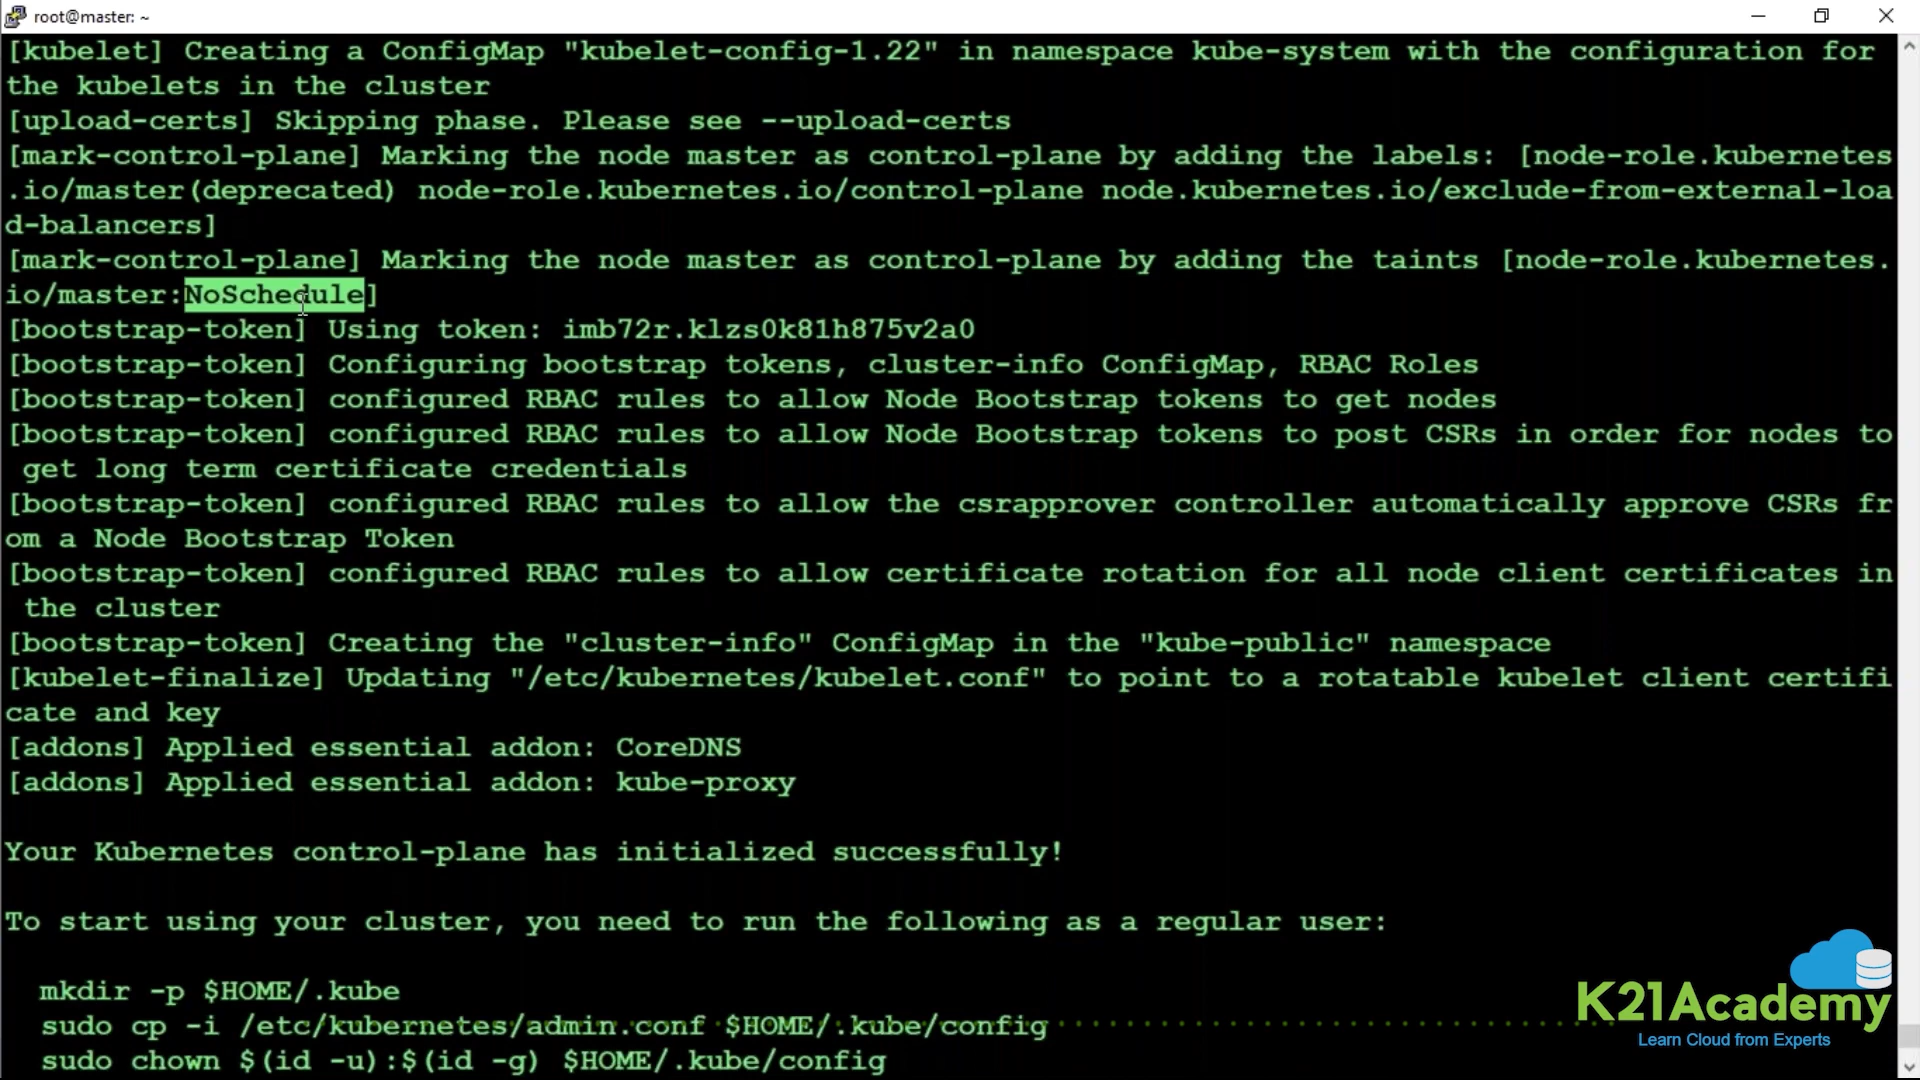 root@master: ~
[kubelet] Creating a ConfigMap "kubelet-config-1.22" in namespace kube-system with the configuration for
the kubelets in the cluster
[upload-certs] Skipping phase. Please see --upload-certs
[mark-control-plane] Marking the node master as control-plane by adding the labels: [node-role.kubernetes
.io/master(deprecated) node-role.kubernetes.io/control-plane node.kubernetes.io/exclude-from-external-loa
d-balancers]
[mark-control-plane] Marking the node master as control-plane by adding the taints [node-role.kubernetes.
io/master:NoSchedule]
[bootstrap-token] Using token: imb72r.klzs0k81h875v2a0
[bootstrap-token] Configuring bootstrap tokens, cluster-info ConfigMap, RBAC Roles
[bootstrap-token] configured RBAC rules to allow Node Bootstrap tokens to get nodes
[bootstrap-token] configured RBAC rules to allow Node Bootstrap tokens to post CSRs in order for nodes to
 get long term certificate credentials
[bootstrap-token] configured RBAC rules to allow the csrapprover controller automatically approve CSRs fr
om a Node Bootstrap Token
[bootstrap-token] configured RBAC rules to allow certificate rotation for all node client certificates in
 the cluster
[bootstrap-token] Creating the "cluster-info" ConfigMap in the "kube-public" namespace
[kubelet-finalize] Updating "/etc/kubernetes/kubelet.conf" to point to a rotatable kubelet client certifi
cate and key
[addons] Applied essential addon: CoreDNS
[addons] Applied essential addon: kube-proxy
Your Kubernetes control-plane has initialized successfully!
To start using your cluster, you need to run the following as a regular user:
  mkdir -p $HOME/.kube
  sudo cp -i /etc/kubernetes/admin.conf $HOME/.kube/config
  sudo chown $(id -u):$(id -g) $HOME/.kube/config
K21Academy
Learn Cloud from Experts